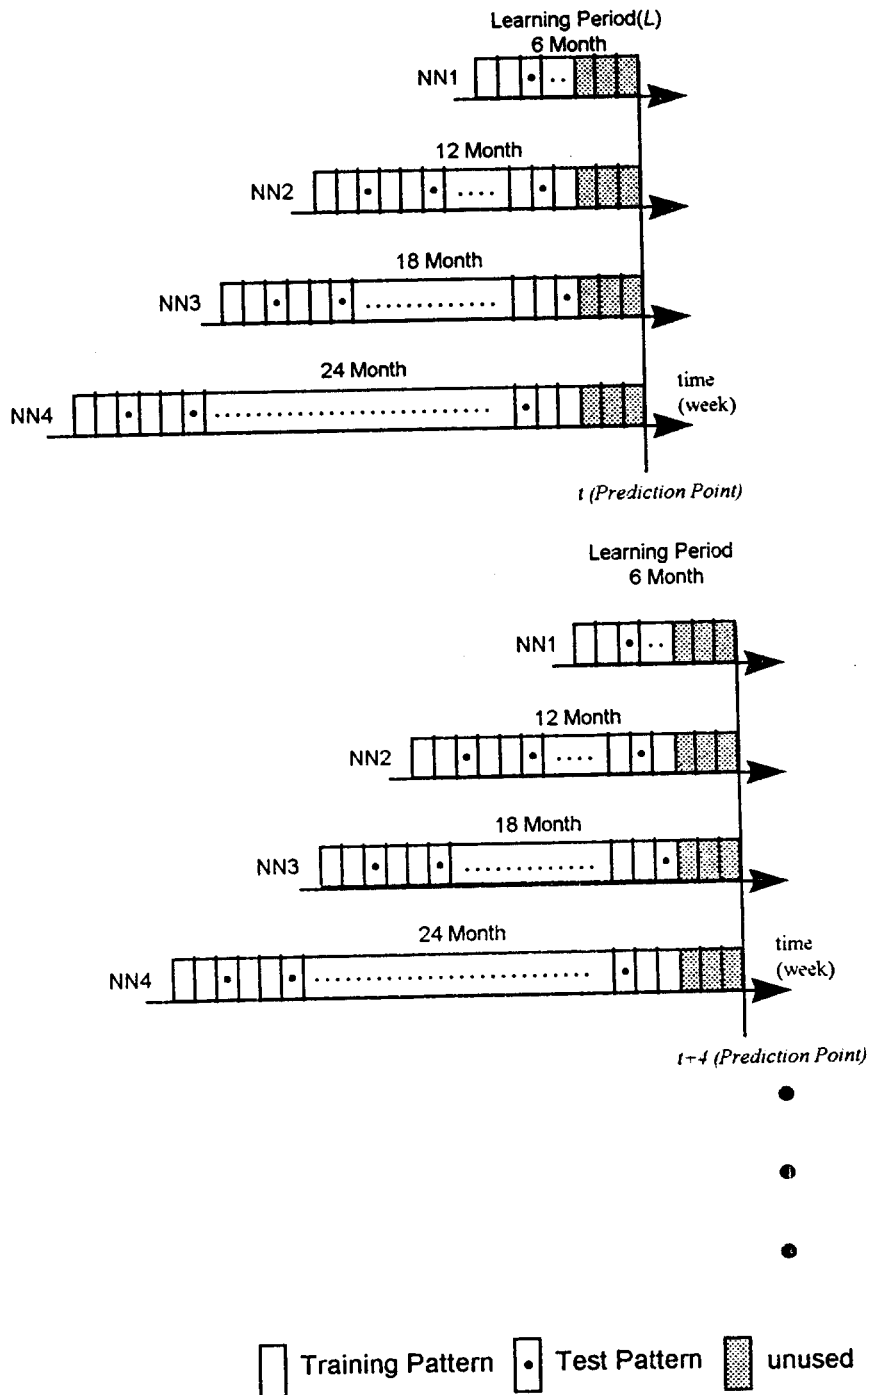 Learning Period(L)
6 Month
NN1
12 Month
NN2
18 Month
NN3
24 Month
NN4
time
(week)
t (Prediction Point)
Learning Period
6 Month
NN1
12 Month
NN2
18 Month
NN3
24 Month
NN4
time
(week)
t+4 (Prediction Point)
Training Pattern
Test Pattern
unused